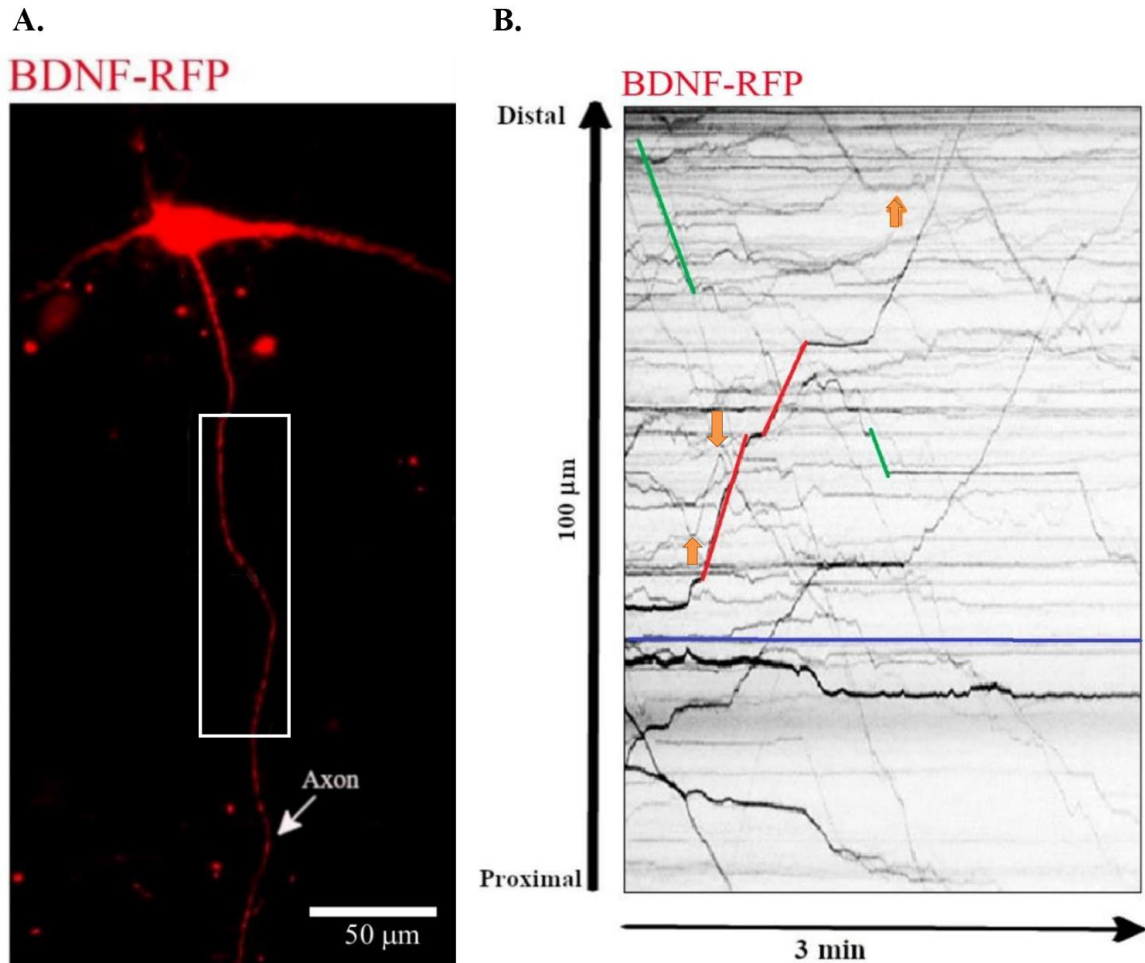 A.
BDNF-RFP
Axon
50 µm
B.
BDNF-RFP
Distal
100 µm
Proximal
3 min